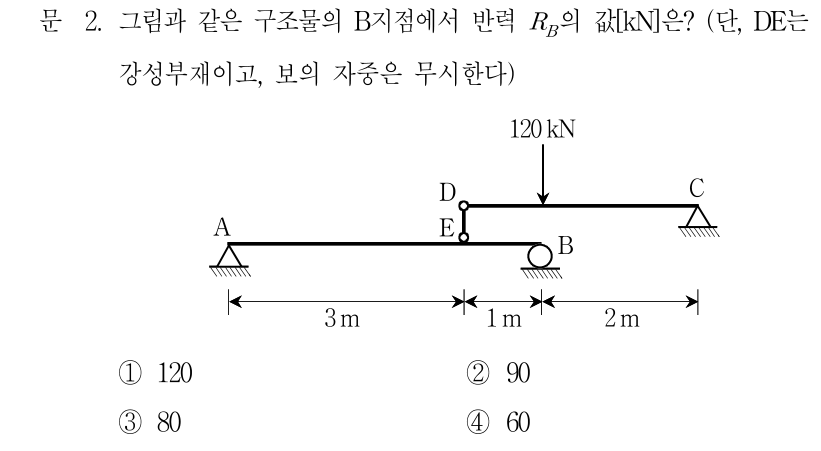 문 2. 그림과 같은 구조물의 B지점에서 반력 R_B의 값[kN]은? (단, DE는
강성부재이고, 보의 자중은 무시한다)
120 kN
D
C
A
E
B
3 m
1 m
2 m
① 120
② 90
③ 80
④ 60